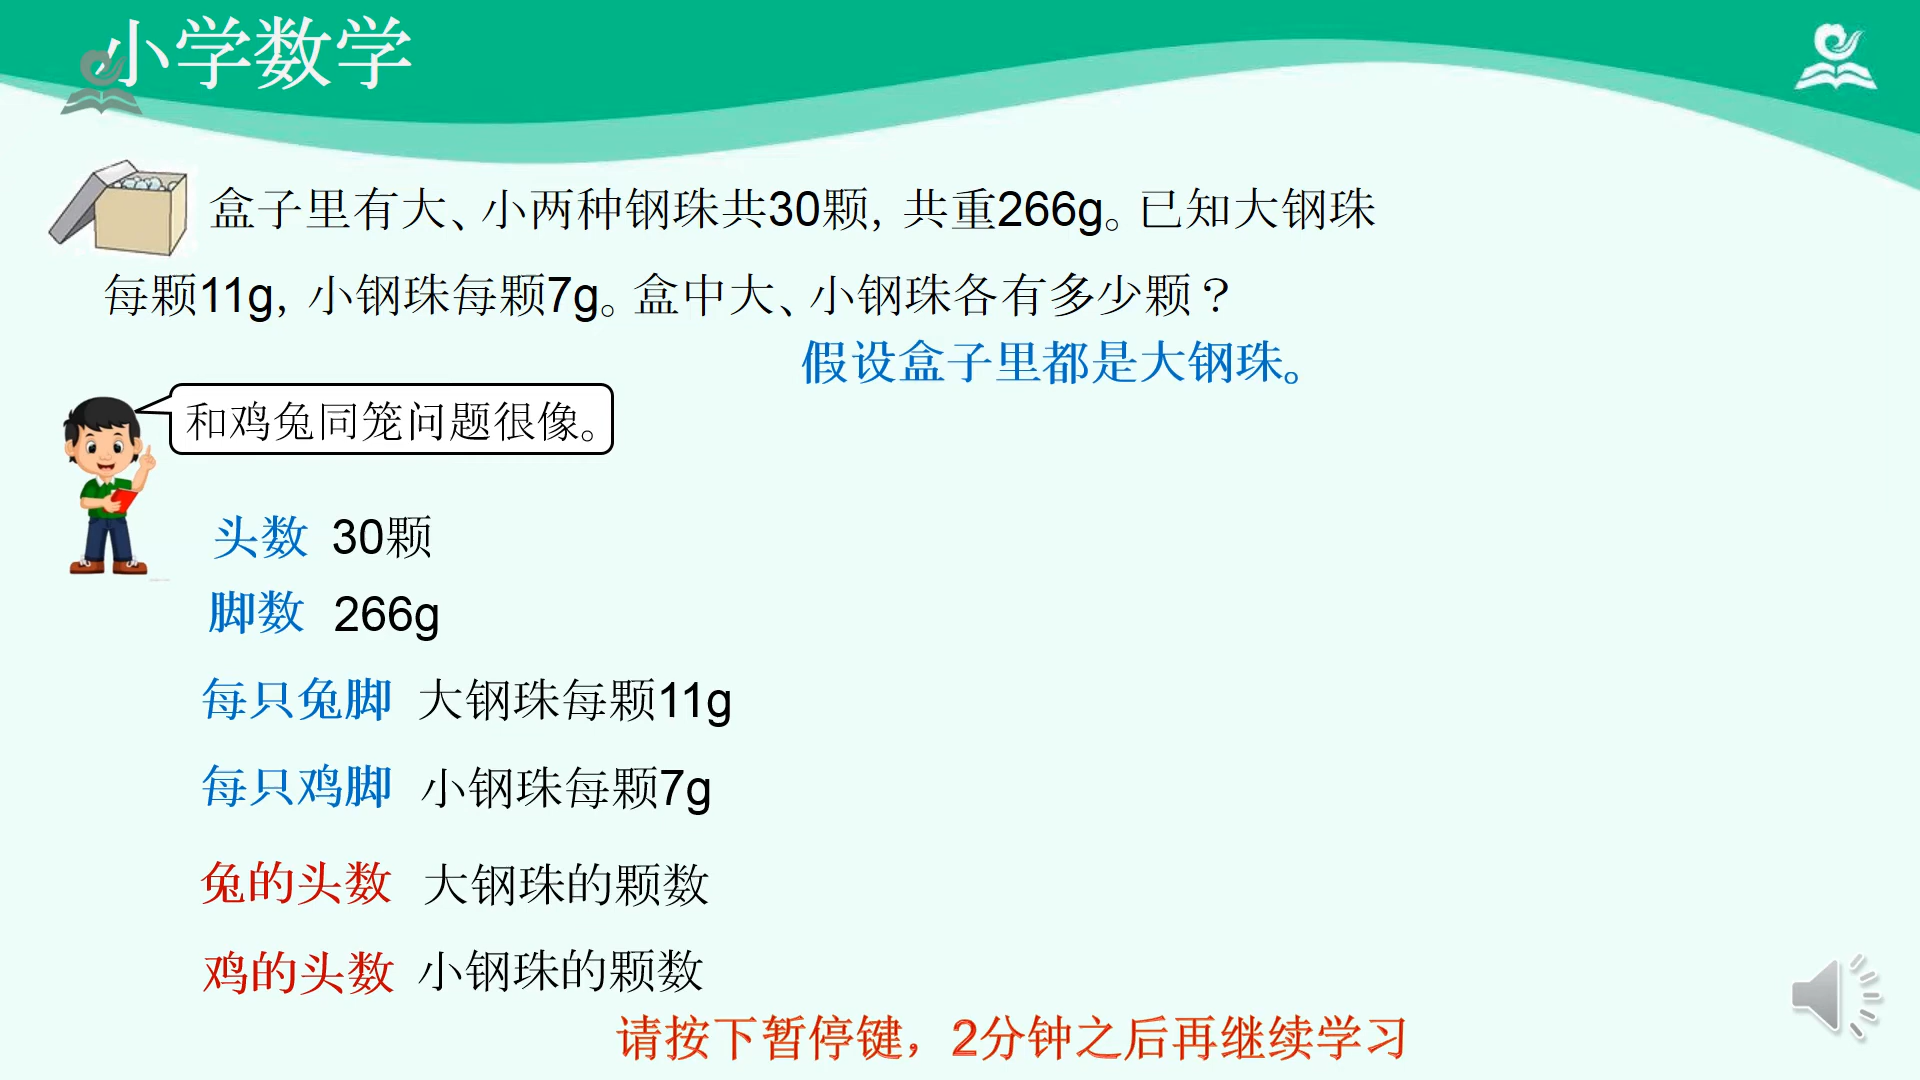 小学数学
盒子里有大、小两种钢珠共30颗，共重266g。已知大钢珠
每颗11g，小钢珠每颗7g。盒中大、小钢珠各有多少颗？
假设盒子里都是大钢珠。
和鸡兔同笼问题很像。
头数 30颗
脚数 266g
每只兔脚 大钢珠每颗11g
每只鸡脚 小钢珠每颗7g
兔的头数 大钢珠的颗数
鸡的头数 小钢珠的颗数
请按下暂停键，2分钟之后再继续学习